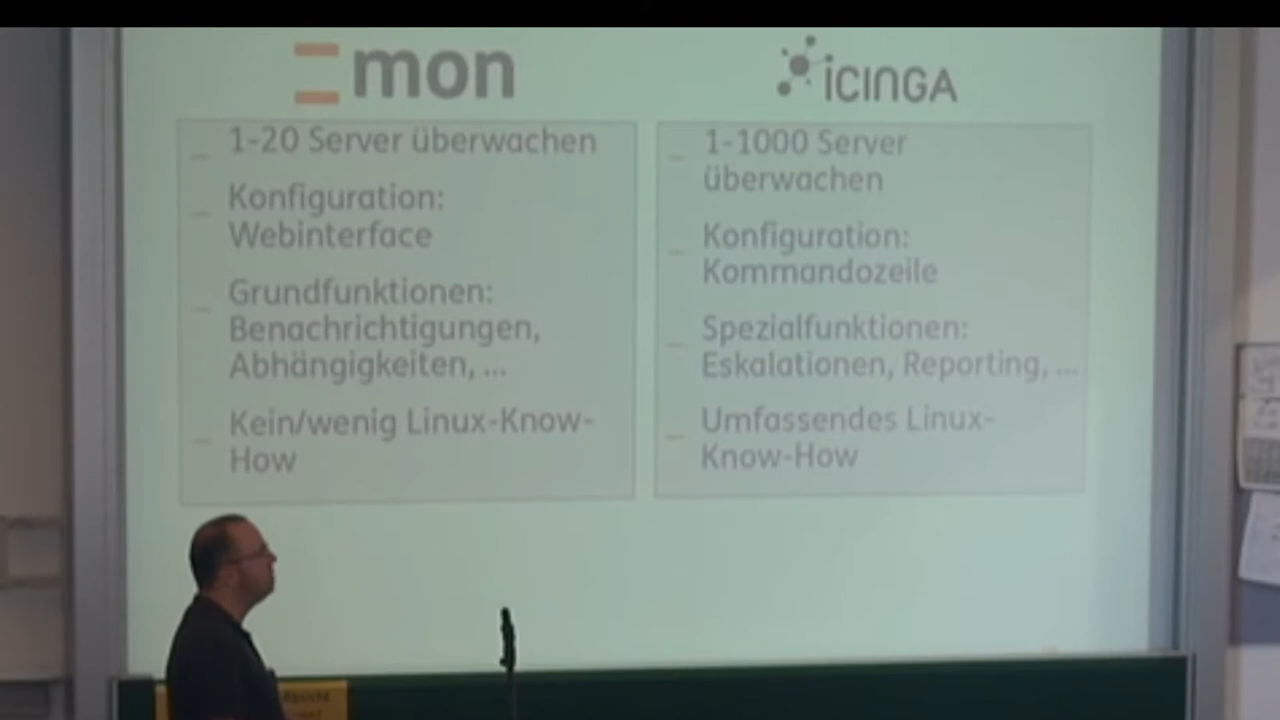 mon
1-20 Server überwachen
Konfiguration:
Webinterface
Grundfunktionen:
Benachrichtigungen,
Abhängigkeiten, ...
Kein/wenig Linux-Know-
How
ICINGA
1-1000 Server
überwachen
Konfiguration:
Kommandozeile
Spezialfunktionen:
Eskalationen, Reporting, ...
Umfassendes Linux-
Know-How